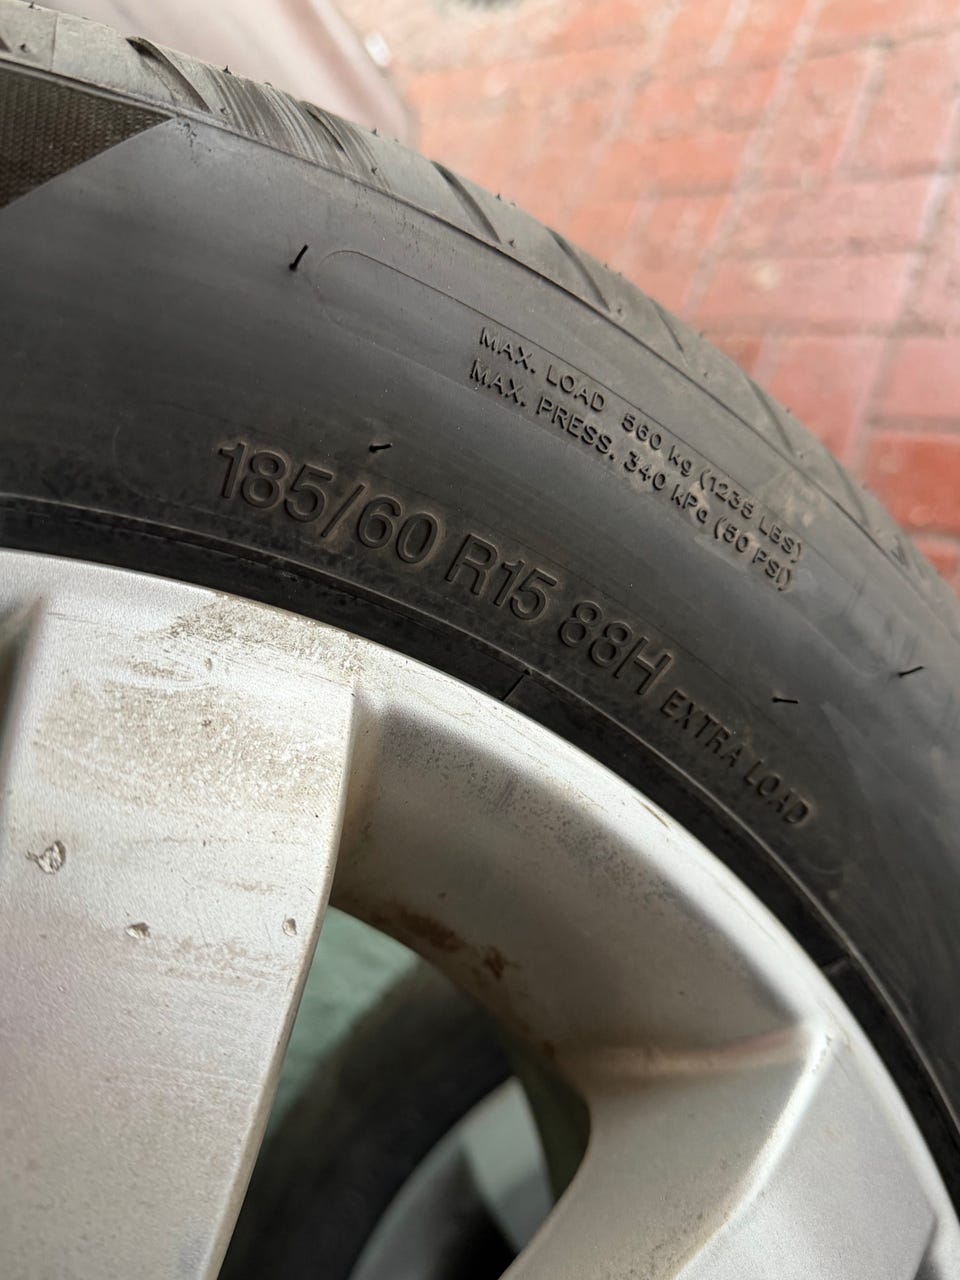 MAX. LOAD 560 kg (1235 LBS)
MAX. PRESS. 340 kPa (50 PSI)
185/60 R15 88H EXTRA LOAD